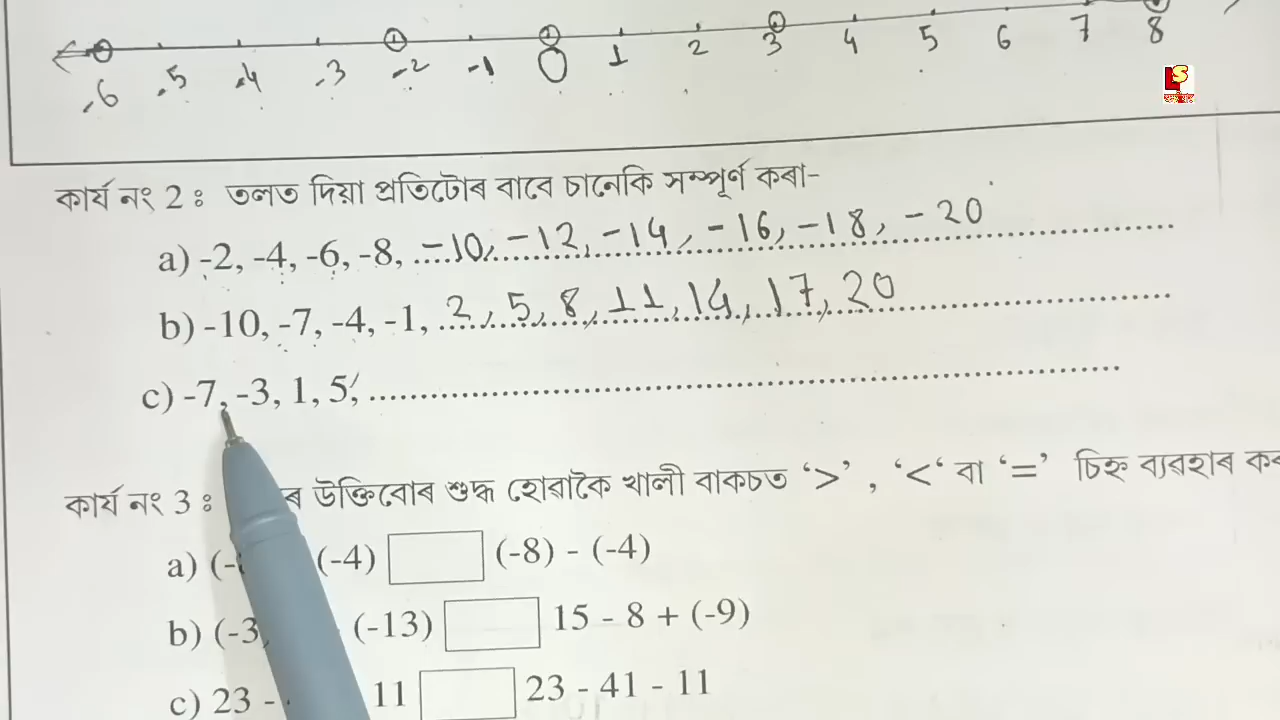 -6 -5 -4 -3 -2 -1 0 1 2 3 4 5 6 7 8
LS
কাৰ্য নং 2 : তলত দিয়া প্ৰতিটোৰ বাবে চানেকি সম্পূৰ্ণ কৰা-
a) -2, -4, -6, -8, -10, -12, -14, -16, -18, -20
b) -10, -7, -4, -1, 2, 5, 8, 11, 14, 17, 20
c) -7, -3, 1, 5,
কাৰ্য নং 3 : উক্তিবোৰ শুদ্ধ হোৱাকৈ খালী বাকচত ‘>’ , ‘<‘ বা ‘=’ চিহ্ন ব্যৱহাৰ
a) (-4) (-8) - (-4)
b) (-3 (-13) 15 - 8 + (-9)
c) 23 - 11 23 - 41 - 11